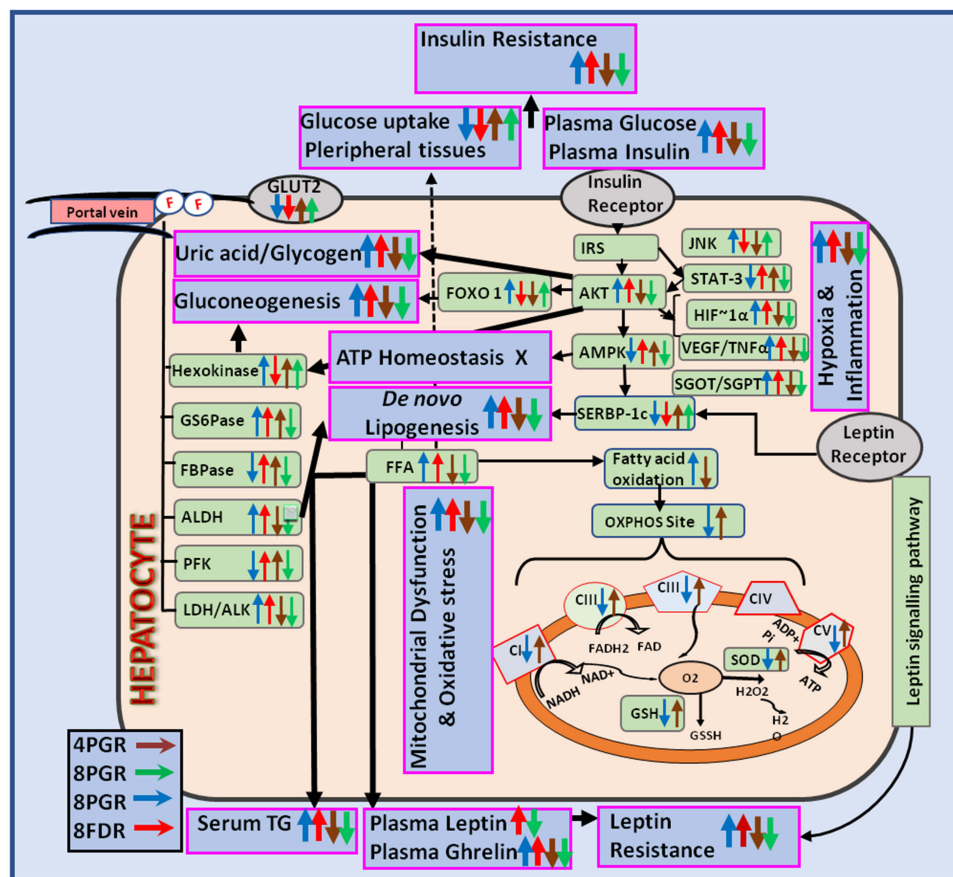 Insulin Resistance
Glucose uptake
Pleripheral tissues
Plasma Glucose
Plasma Insulin
GLUT2
Insulin
Receptor
Portal vein
F
F
Uric acid/Glycogen
Gluconeogenesis
FOXO 1
IRS
AKT
JNK
STAT-3
HIF~1α
VEGF/TNFα
SGOT/SGPT
Hypoxia &
Inflammation
Hexokinase
ATP Homeostasis X
AMPK
De novo
Lipogenesis
SERBP-1c
Leptin
Receptor
GS6Pase
FBPase
ALDH
PFK
LDH/ALK
FFA
Fatty acid
oxidation
OXPHOS Site
HEPATOCYTE
Mitochondrial Dysfunction
& Oxidative stress
CI
CIII
CIII
CIV
CV
FADH2
FAD
NADH
NAD+
O2
SOD
H2O2
H2
O
GSH
GSSH
ADP+
Pi
ATP
Leptin signalling pathway
4PGR
8PGR
8PGR
8FDR
Serum TG
Plasma Leptin
Plasma Ghrelin
Leptin
Resistance